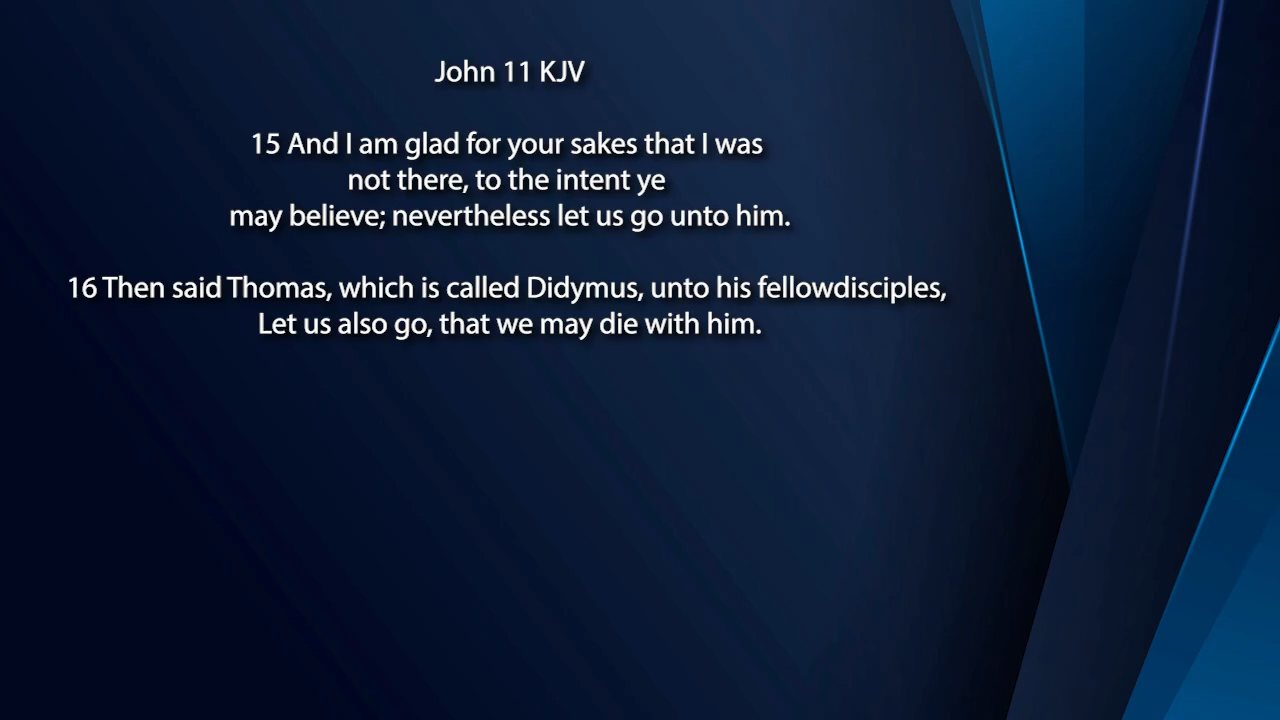 John 11 KJV
15 And I am glad for your sakes that I was
not there, to the intent ye
may believe; nevertheless let us go unto him.
16 Then said Thomas, which is called Didymus, unto his fellowdisciples,
Let us also go, that we may die with him.